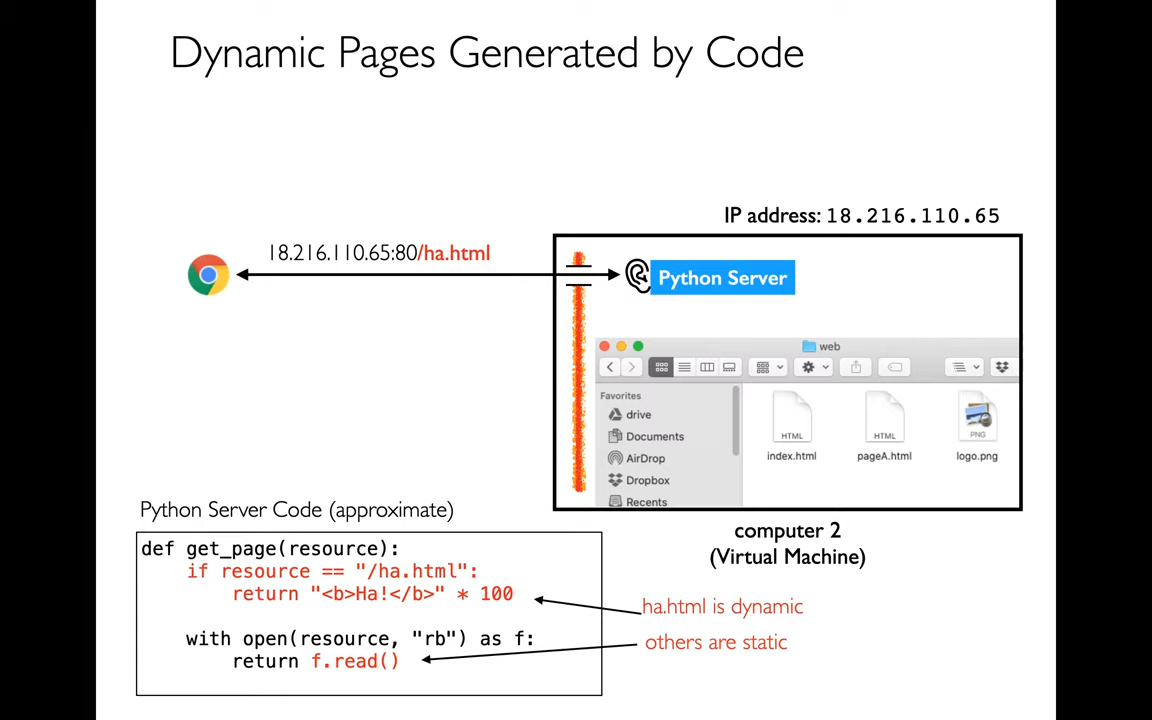 Dynamic Pages Generated by Code
IP address: 18.216.110.65
18.216.110.65:80/ha.html
Python Server
web
Favorites
drive
Documents
AirDrop
Dropbox
Recents
HTML
HTML
PNG
index.html
pageA.html
logo.png
computer 2
(Virtual Machine)
Python Server Code (approximate)
def get_page(resource):
    if resource == "/ha.html":
        return "<b>Ha!</b>" * 100
    with open(resource, "rb") as f:
        return f.read()
ha.html is dynamic
others are static